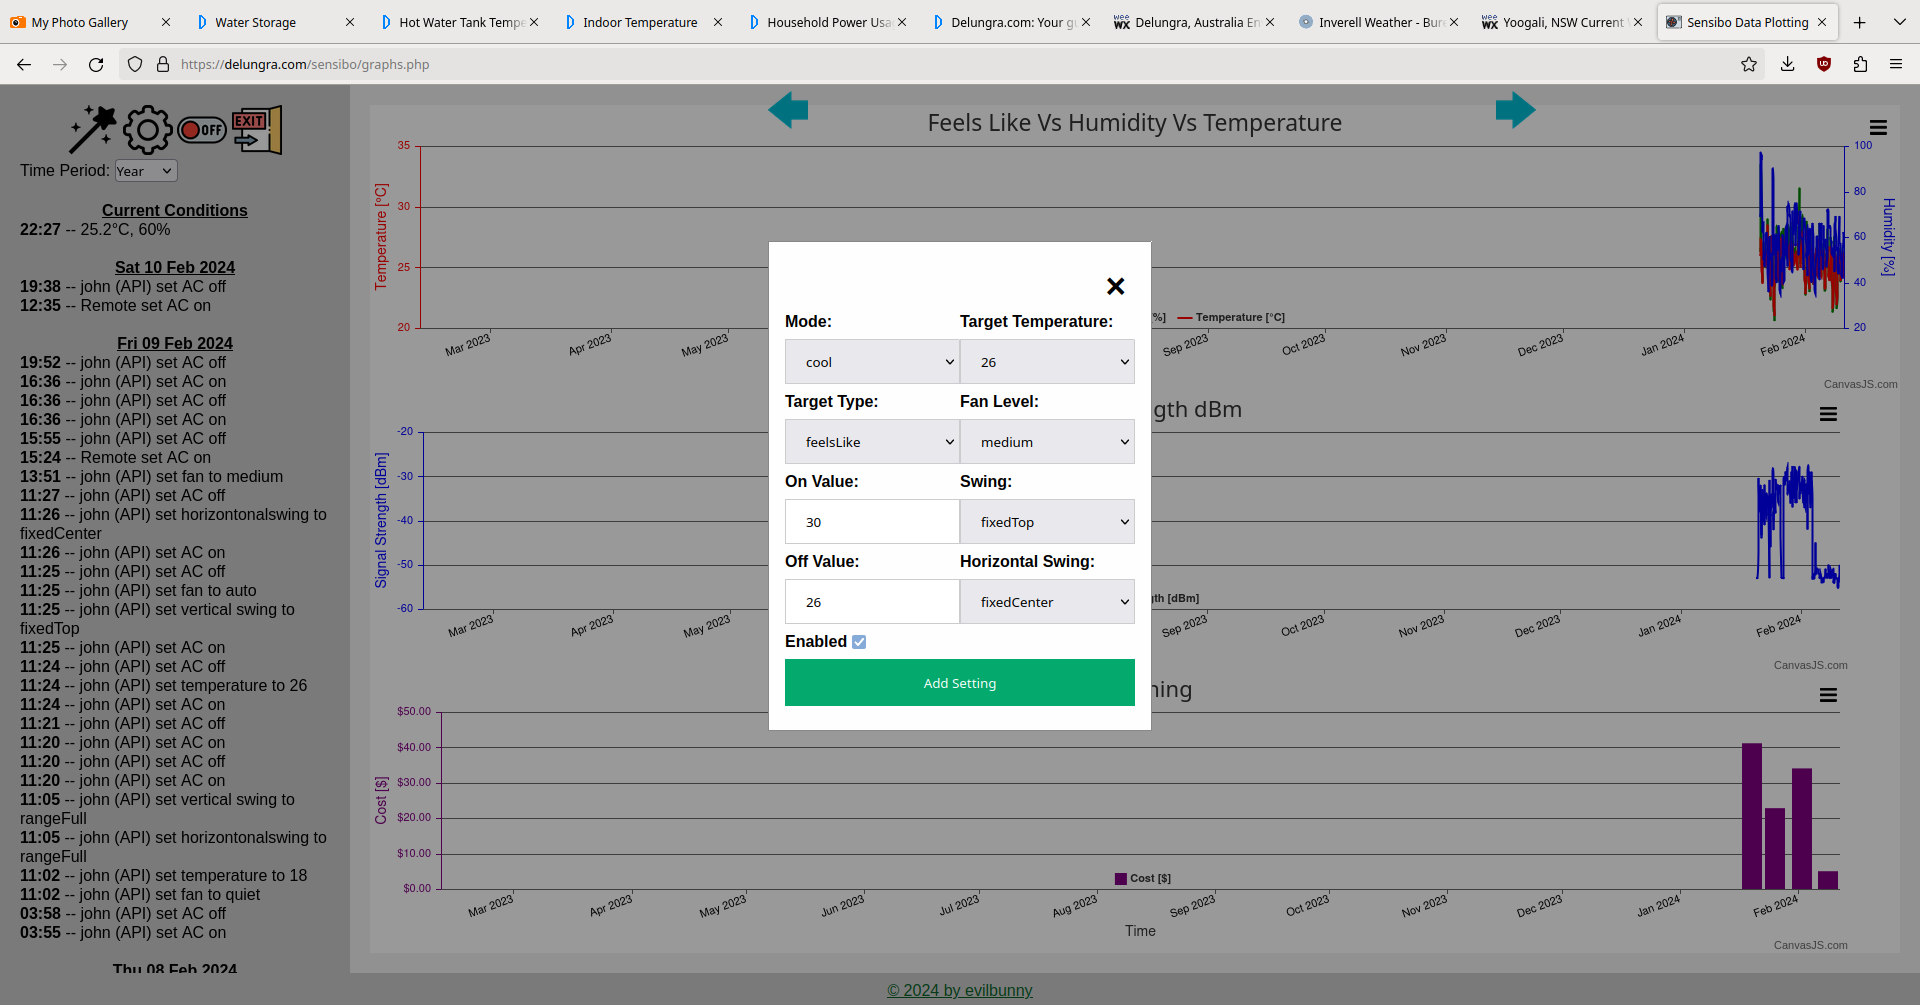 My Photo Gallery
Water Storage
Hot Water Tank Tempe
Indoor Temperature
Household Power Usa
Delungra.com: Your g
Delungra, Australia E
Inverell Weather - Bur
Yoogali, NSW Current
Sensibo Data Plotting
https://delungra.com/sensibo/graphs.php
OFF
EXIT
Time Period: Year
Current Conditions
22:27 -- 25.2°C, 60%
Sat 10 Feb 2024
19:38 -- john (API) set AC off
12:35 -- Remote set AC on
Fri 09 Feb 2024
19:52 -- john (API) set AC off
16:36 -- john (API) set AC on
16:36 -- john (API) set AC off
16:36 -- john (API) set AC on
15:55 -- john (API) set AC off
15:24 -- Remote set AC on
13:51 -- john (API) set fan to medium
11:27 -- john (API) set AC off
11:26 -- john (API) set horizontonalswing to
fixedCenter
11:26 -- john (API) set AC on
11:25 -- john (API) set AC off
11:25 -- john (API) set fan to auto
11:25 -- john (API) set vertical swing to
fixedTop
11:25 -- john (API) set AC on
11:24 -- john (API) set AC off
11:24 -- john (API) set temperature to 26
11:24 -- john (API) set AC on
11:21 -- john (API) set AC off
11:20 -- john (API) set AC on
11:20 -- john (API) set AC off
11:20 -- john (API) set AC on
11:05 -- john (API) set vertical swing to
rangeFull
11:05 -- john (API) set horizontonalswing to
rangeFull
11:02 -- john (API) set temperature to 18
11:02 -- john (API) set fan to quiet
03:58 -- john (API) set AC off
03:55 -- john (API) set AC on
Thu 08 Feb 2024
Feels Like Vs Humidity Vs Temperature
Temperature [°C]
35
30
25
20
100
80
60
40
20
Humidity [%]
%] Temperature [°C]
Mar 2023 Apr 2023 May 2023 Sep 2023 Oct 2023 Nov 2023 Dec 2023 Jan 2024 Feb 2024
CanvasJS.com
gth dBm
Signal Strength [dBm]
-20
-30
-40
-50
-60
gth [dBm]
Mar 2023 Apr 2023 May 2023 Sep 2023 Oct 2023 Nov 2023 Dec 2023 Jan 2024 Feb 2024
CanvasJS.com
ning
Cost [$]
$50.00
$40.00
$30.00
$20.00
$10.00
$0.00
Cost [$]
Mar 2023 Apr 2023 May 2023 Jun 2023 Jul 2023 Aug 2023 Sep 2023 Oct 2023 Nov 2023 Dec 2023 Jan 2024 Feb 2024
Time
CanvasJS.com
Mode: Target Temperature:
cool 26
Target Type: Fan Level:
feelsLike medium
On Value: Swing:
30 fixedTop
Off Value: Horizontal Swing:
26 fixedCenter
Enabled
Add Setting
© 2024 by evilbunny